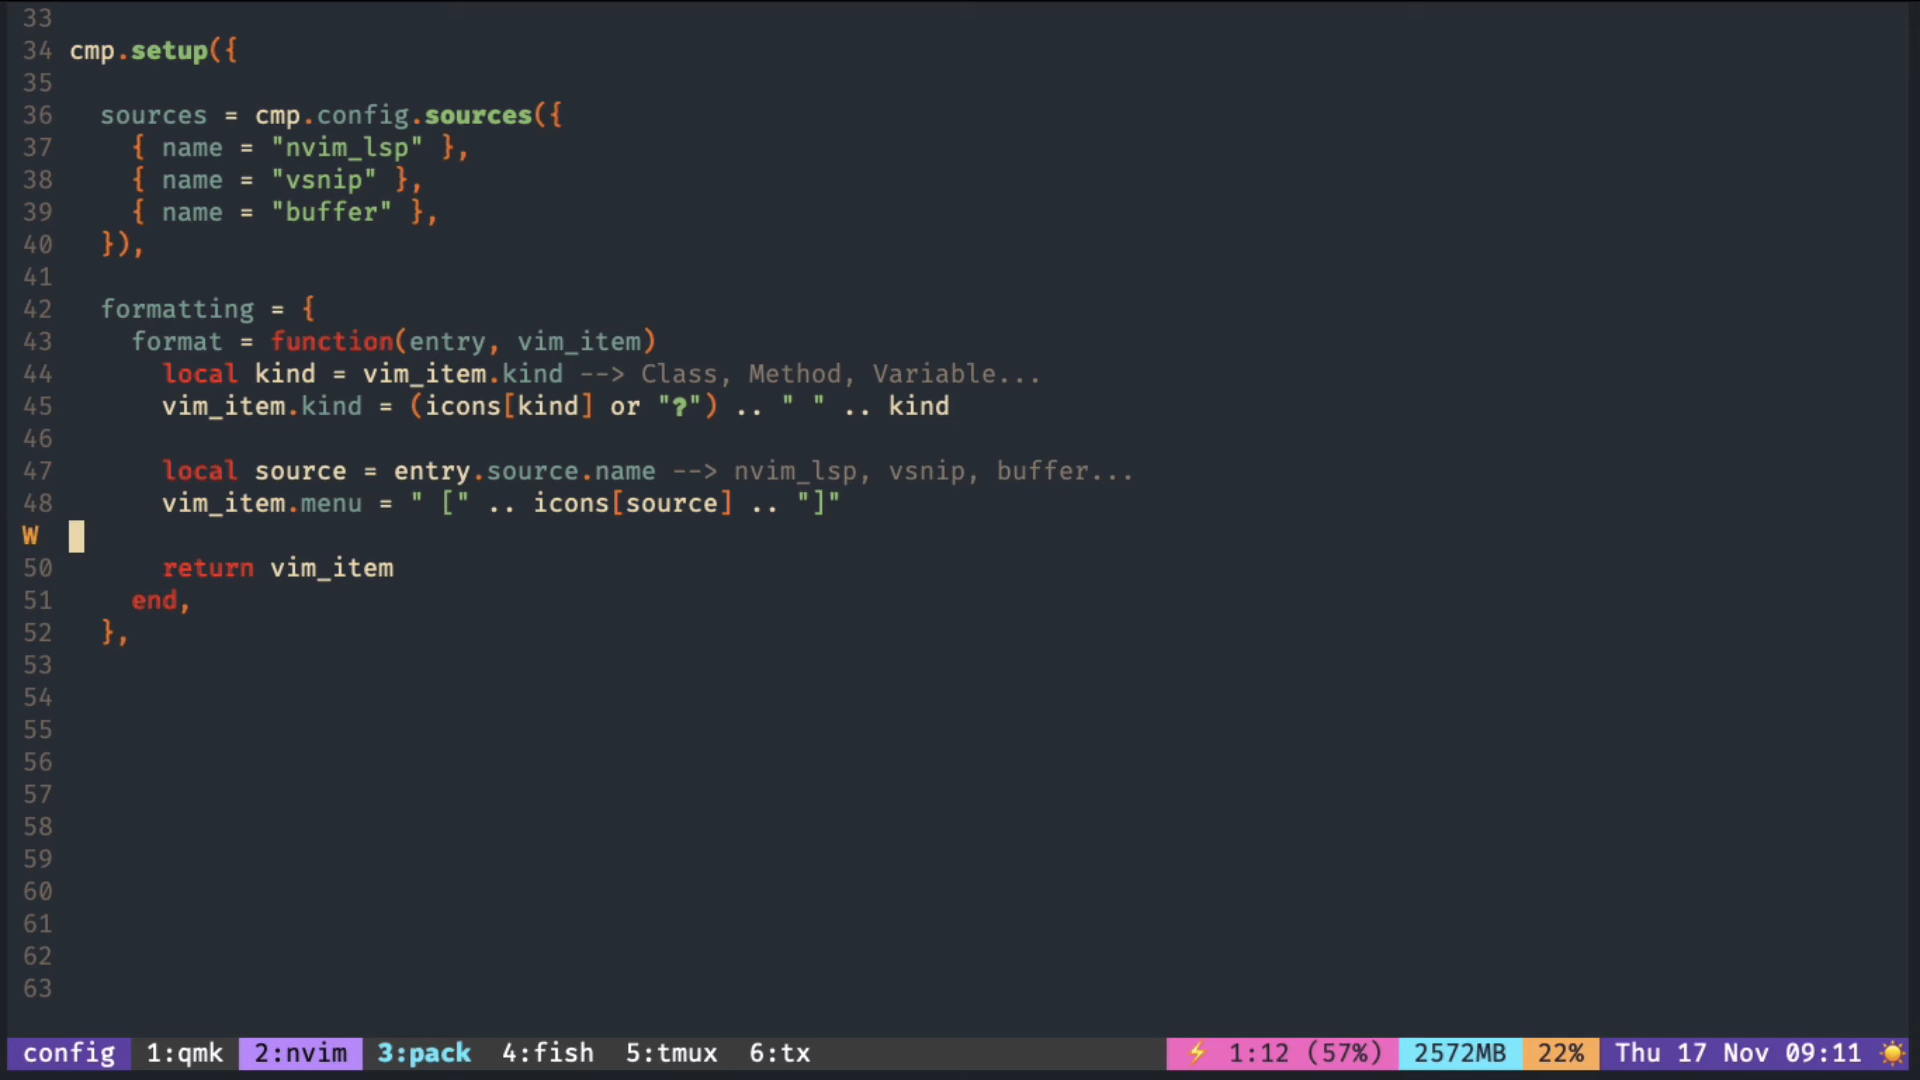 33
34 cmp.setup({
35
36   sources = cmp.config.sources({
37     { name = "nvim_lsp" },
38     { name = "vsnip" },
39     { name = "buffer" },
40   }),
41
42   formatting = {
43     format = function(entry, vim_item)
44       local kind = vim_item.kind --> Class, Method, Variable...
45       vim_item.kind = (icons[kind] or "?") .. " " .. kind
46
47       local source = entry.source.name --> nvim_lsp, vsnip, buffer...
48       vim_item.menu = " [" .. icons[source] .. "]"
W
50       return vim_item
51     end,
52   },
53
54
55
56
57
58
59
60
61
62
63
config 1:qmk 2:nvim 3:pack 4:fish 5:tmux 6:tx ⚡ 1:12 (57%) 2572MB 22% Thu 17 Nov 09:11 ☀️